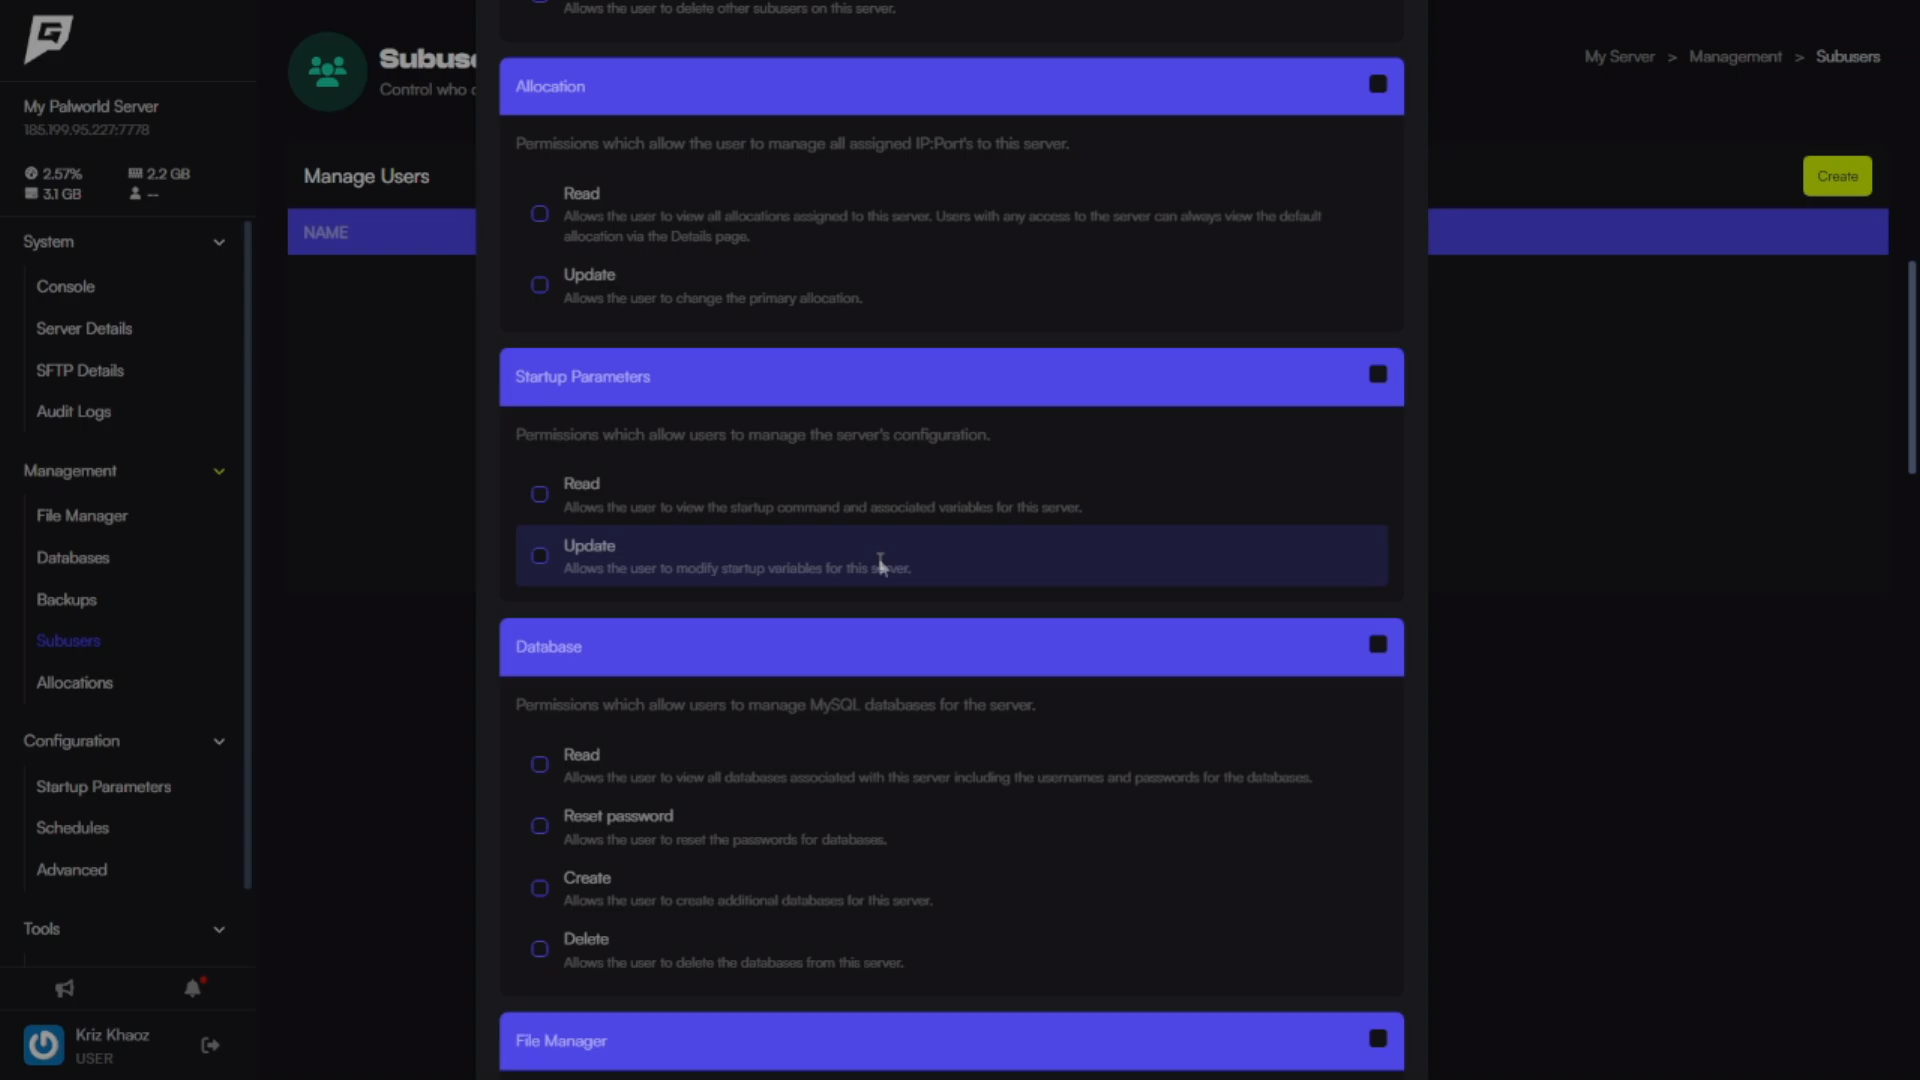 My Palworld Server
185.199.95.227:7778
2.57%
2.2 GB
3.1 GB
--
System
Console
Server Details
SFTP Details
Audit Logs
Management
File Manager
Databases
Backups
Subusers
Allocations
Configuration
Startup Parameters
Schedules
Advanced
Tools
Kriz Khaoz
USER
Subuse
Control who c
Manage Users
NAME
My Server > Management > Subusers
Create
Allows the user to delete other subusers on this server.
Allocation
Permissions which allow the user to manage all assigned IP:Port's to this server.
Read
Allows the user to view all allocations assigned to this server. Users with any access to the server can always view the default
allocation via the Details page.
Update
Allows the user to change the primary allocation.
Startup Parameters
Permissions which allow users to manage the server's configuration.
Read
Allows the user to view the startup command and associated variables for this server.
Update
Allows the user to modify startup variables for this server.
Database
Permissions which allow users to manage MySQL databases for the server.
Read
Allows the user to view all databases associated with this server including the usernames and passwords for the databases.
Reset password
Allows the user to reset the passwords for databases.
Create
Allows the user to create additional databases for this server.
Delete
Allows the user to delete the databases from this server.
File Manager